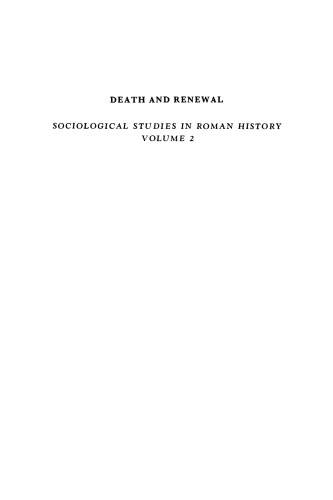 DEATH AND RENEWAL
SOCIOLOGICAL STUDIES IN ROMAN HISTORY
VOLUME 2